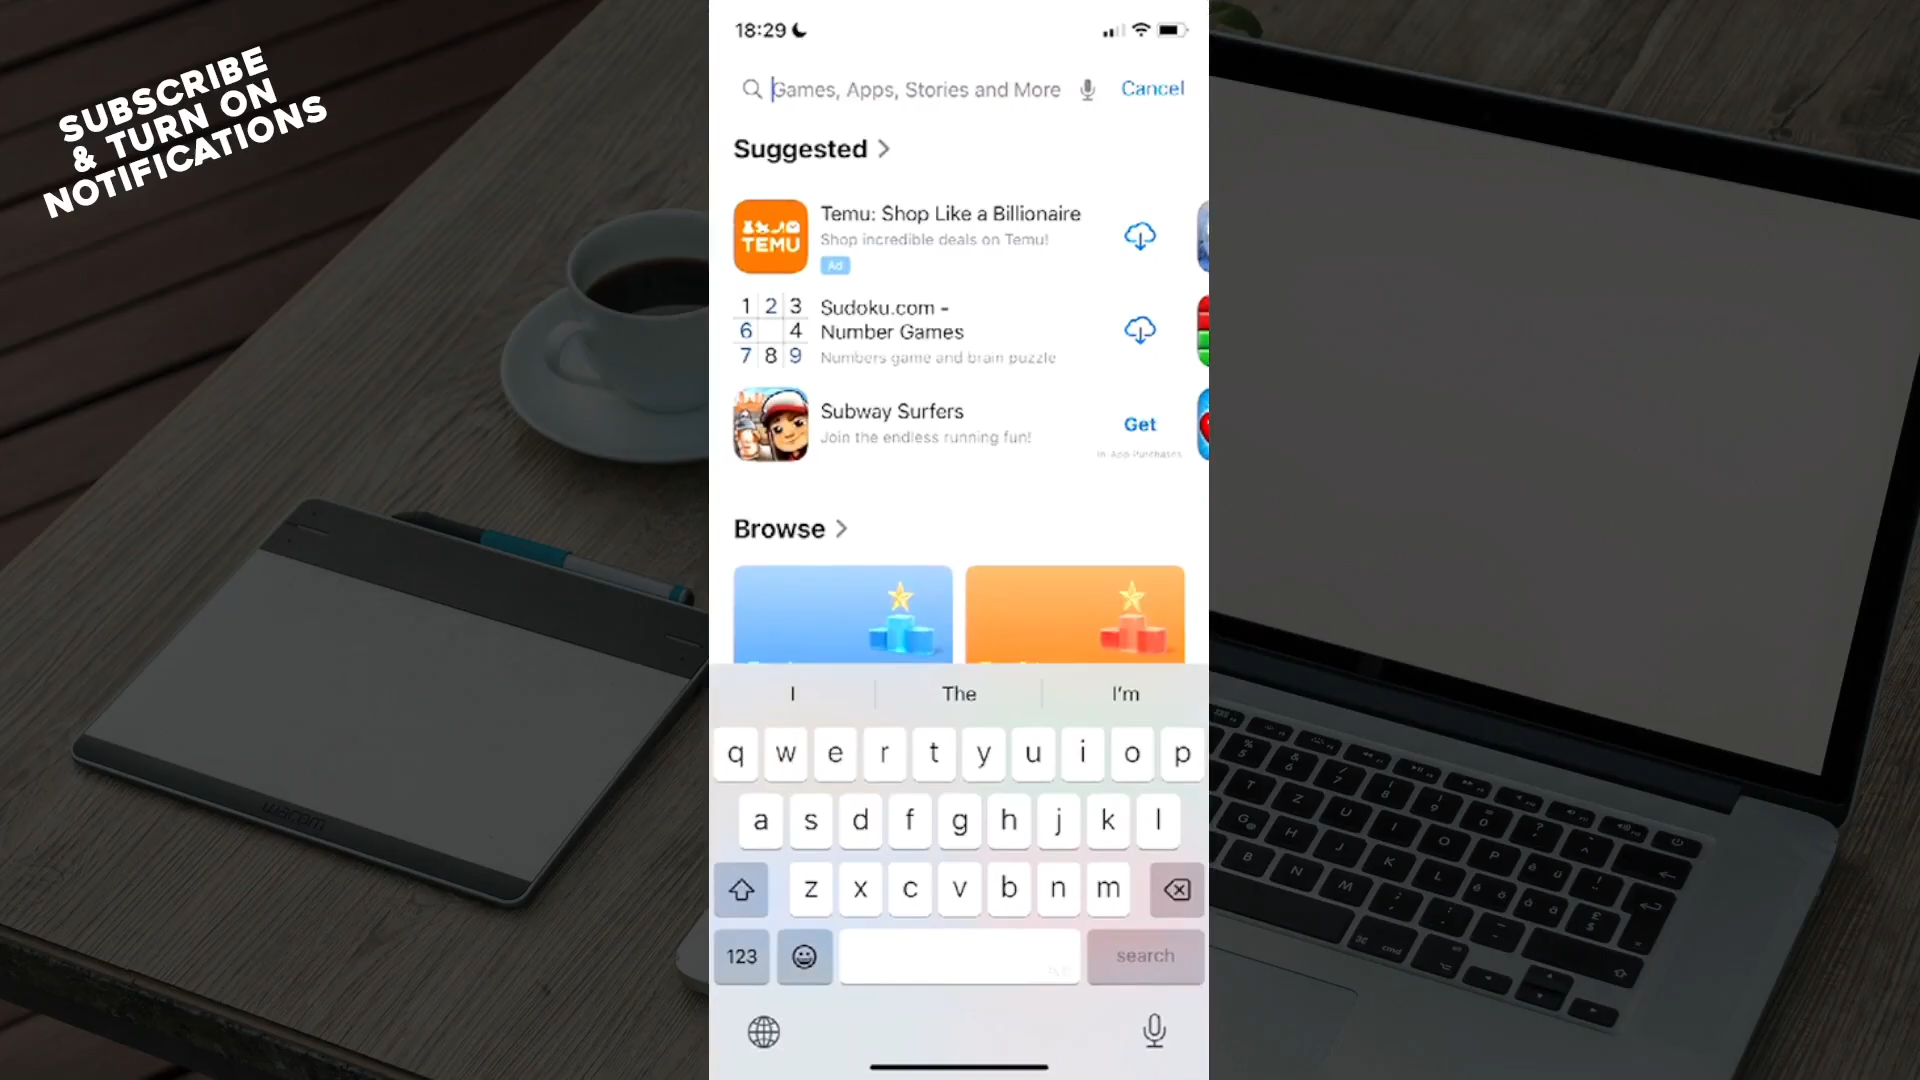 SUBSCRIBE
& TURN ON
NOTIFICATIONS
18:29
Games, Apps, Stories and More
Cancel
Suggested
TEMU
Temu: Shop Like a Billionaire
Shop incredible deals on Temu!
Ad
1 2 3
6 4
7 8 9
Sudoku.com -
Number Games
Numbers game and brain puzzle
Subway Surfers
Join the endless running fun!
Get
In-App Purchases
Browse
I The I'm
q w e r t y u i o p
a s d f g h j k l
z x c v b n m
123 search
wacom